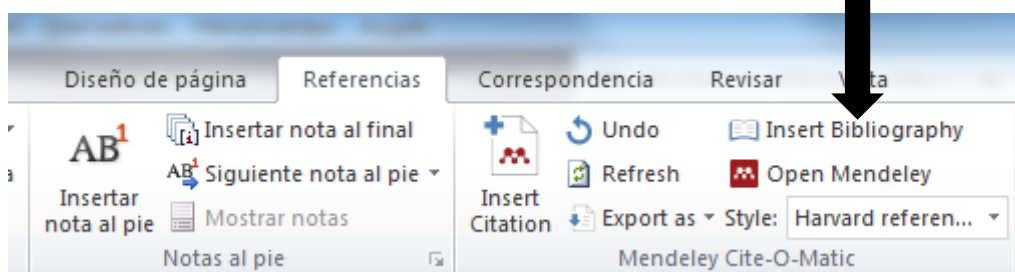 Diseño de página Referencias Correspondencia Revisar
AB1 Insertar nota al final
AB1 Siguiente nota al pie
Insertar
nota al pie
Mostrar notas
Notas al pie
Insert
Citation
Undo
Refresh
Export as
Insert Bibliography
Open Mendeley
Style: Harvard referen...
Mendeley Cite-O-Matic